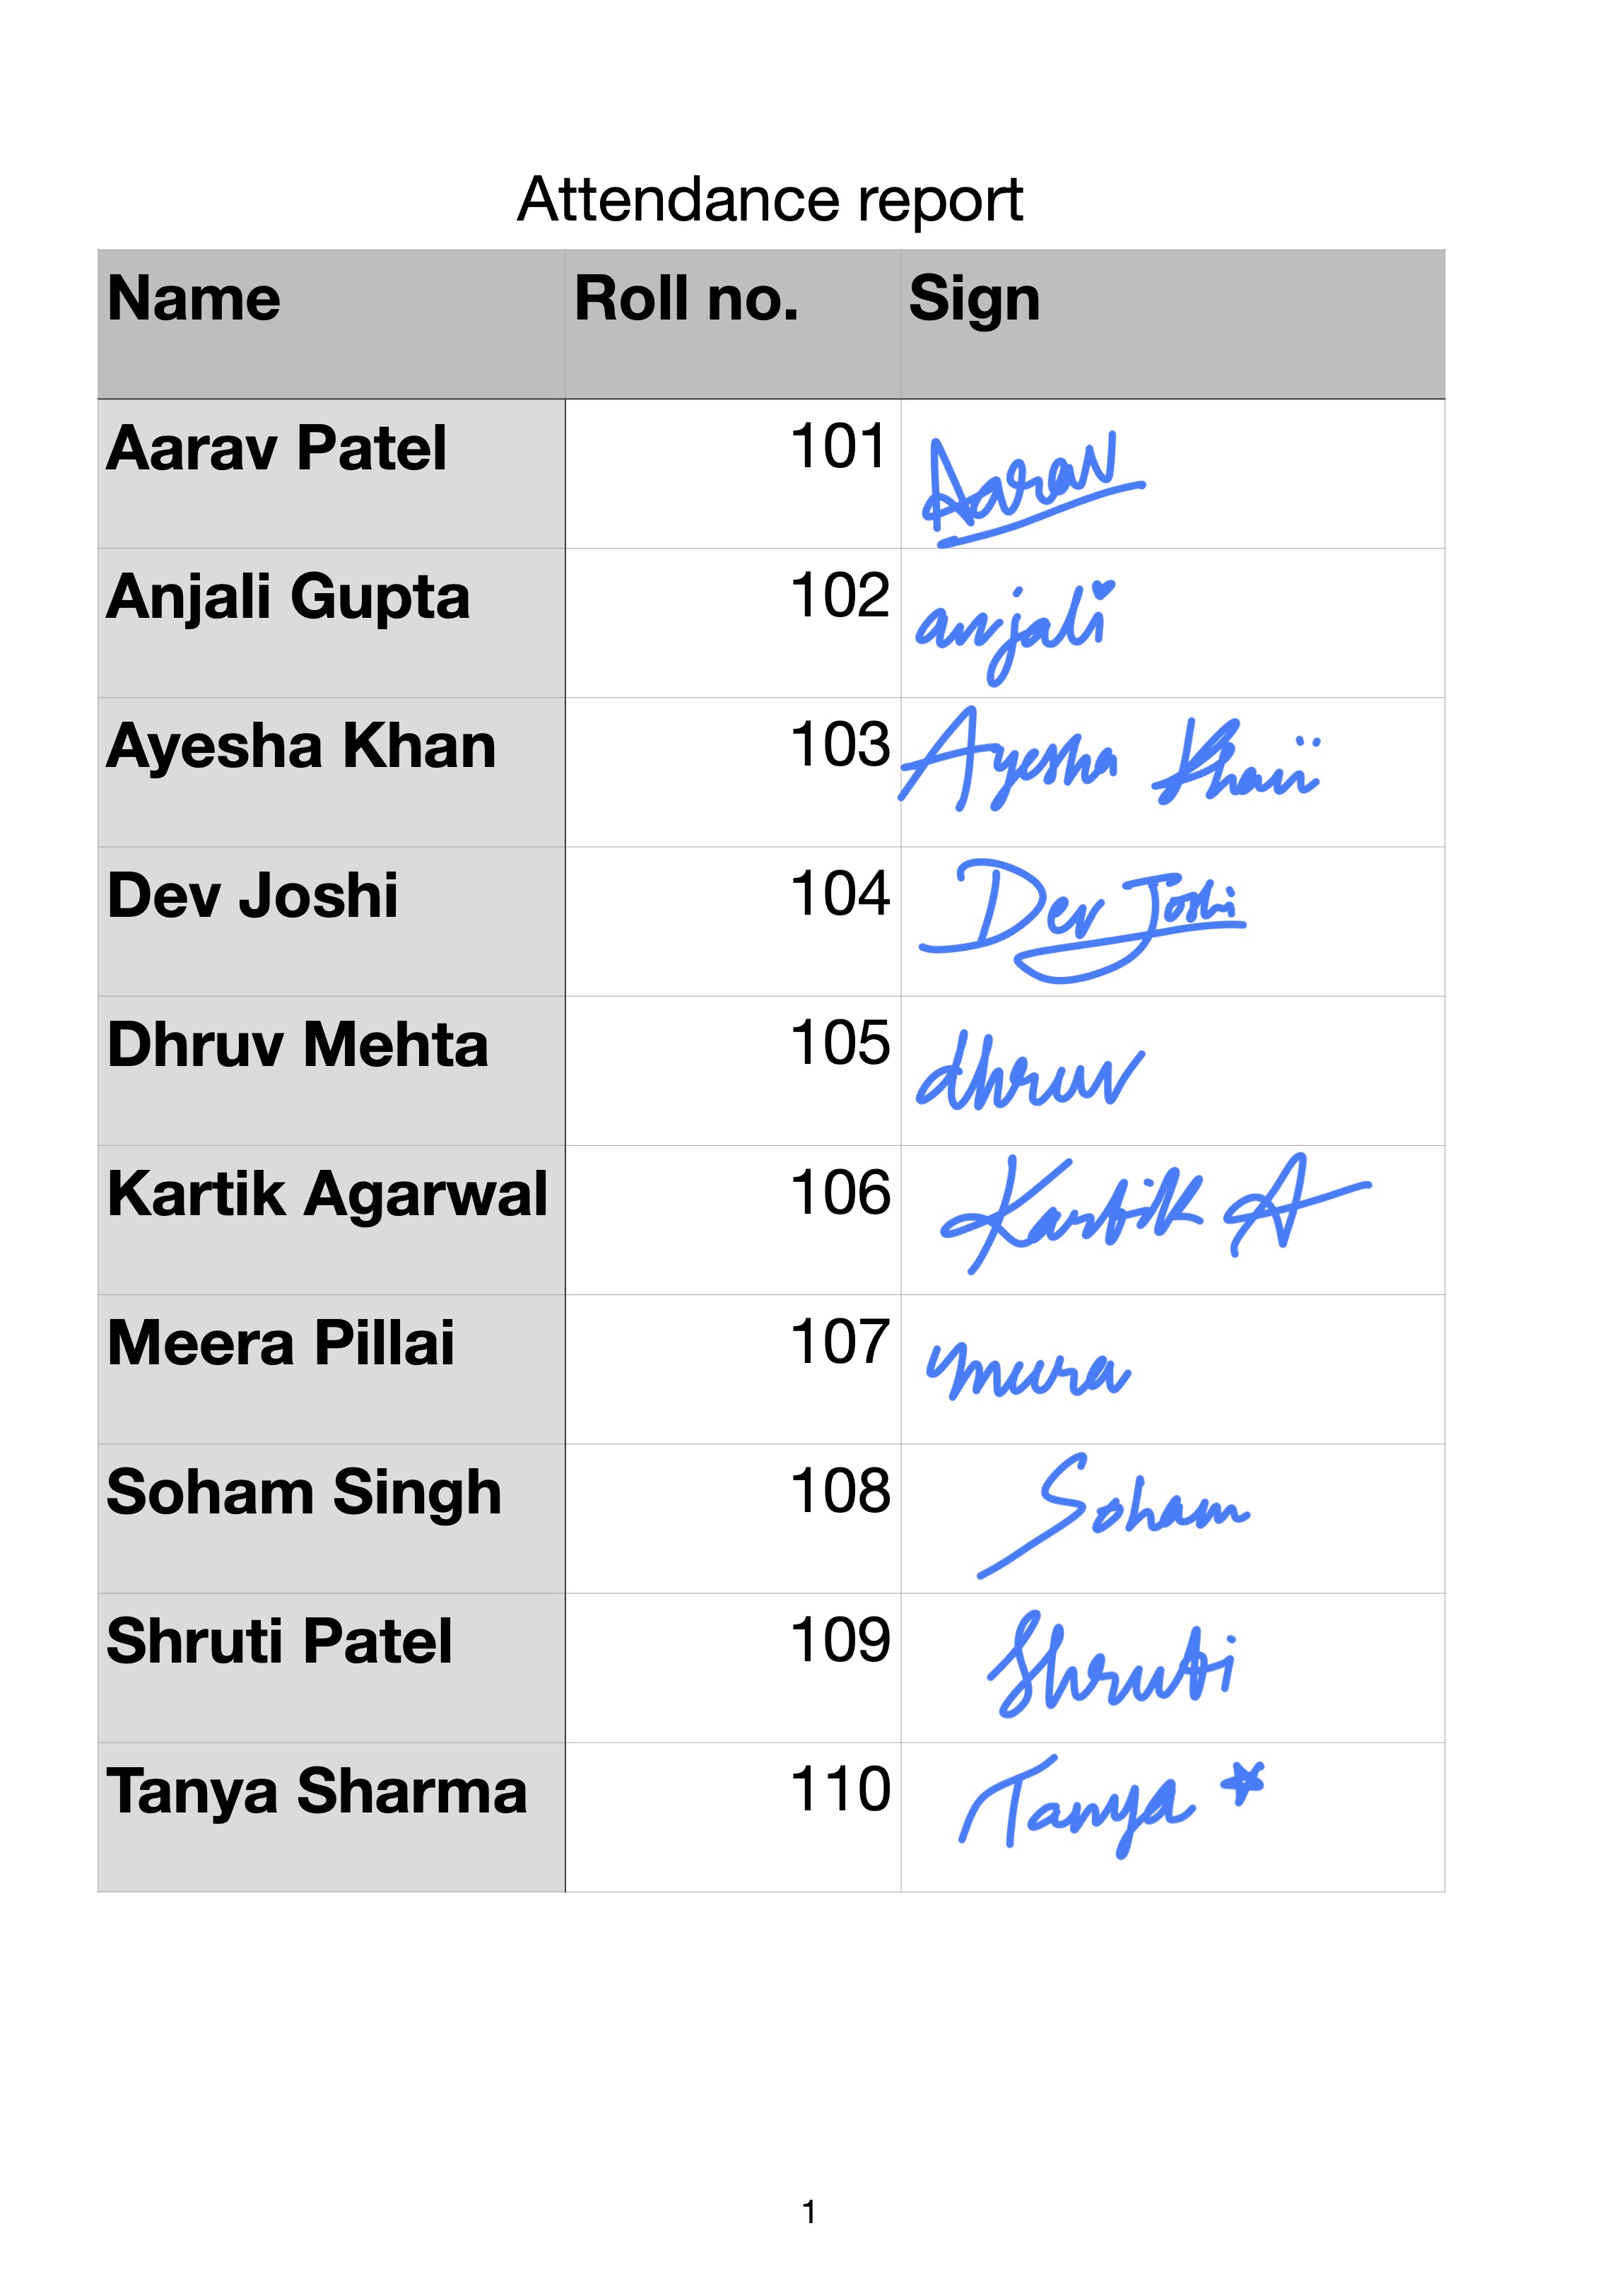 Attendance report
Name Roll no. Sign
Aarav Patel 101 Aarav
Anjali Gupta 102 anjali
Ayesha Khan 103 Ayesha Khan
Dev Joshi 104 Dev Joshi
Dhruv Mehta 105 dhruv
Kartik Agarwal 106 Kartik A
Meera Pillai 107 meera
Soham Singh 108 Soham
Shruti Patel 109 Shruti
Tanya Sharma 110 Tanya
1